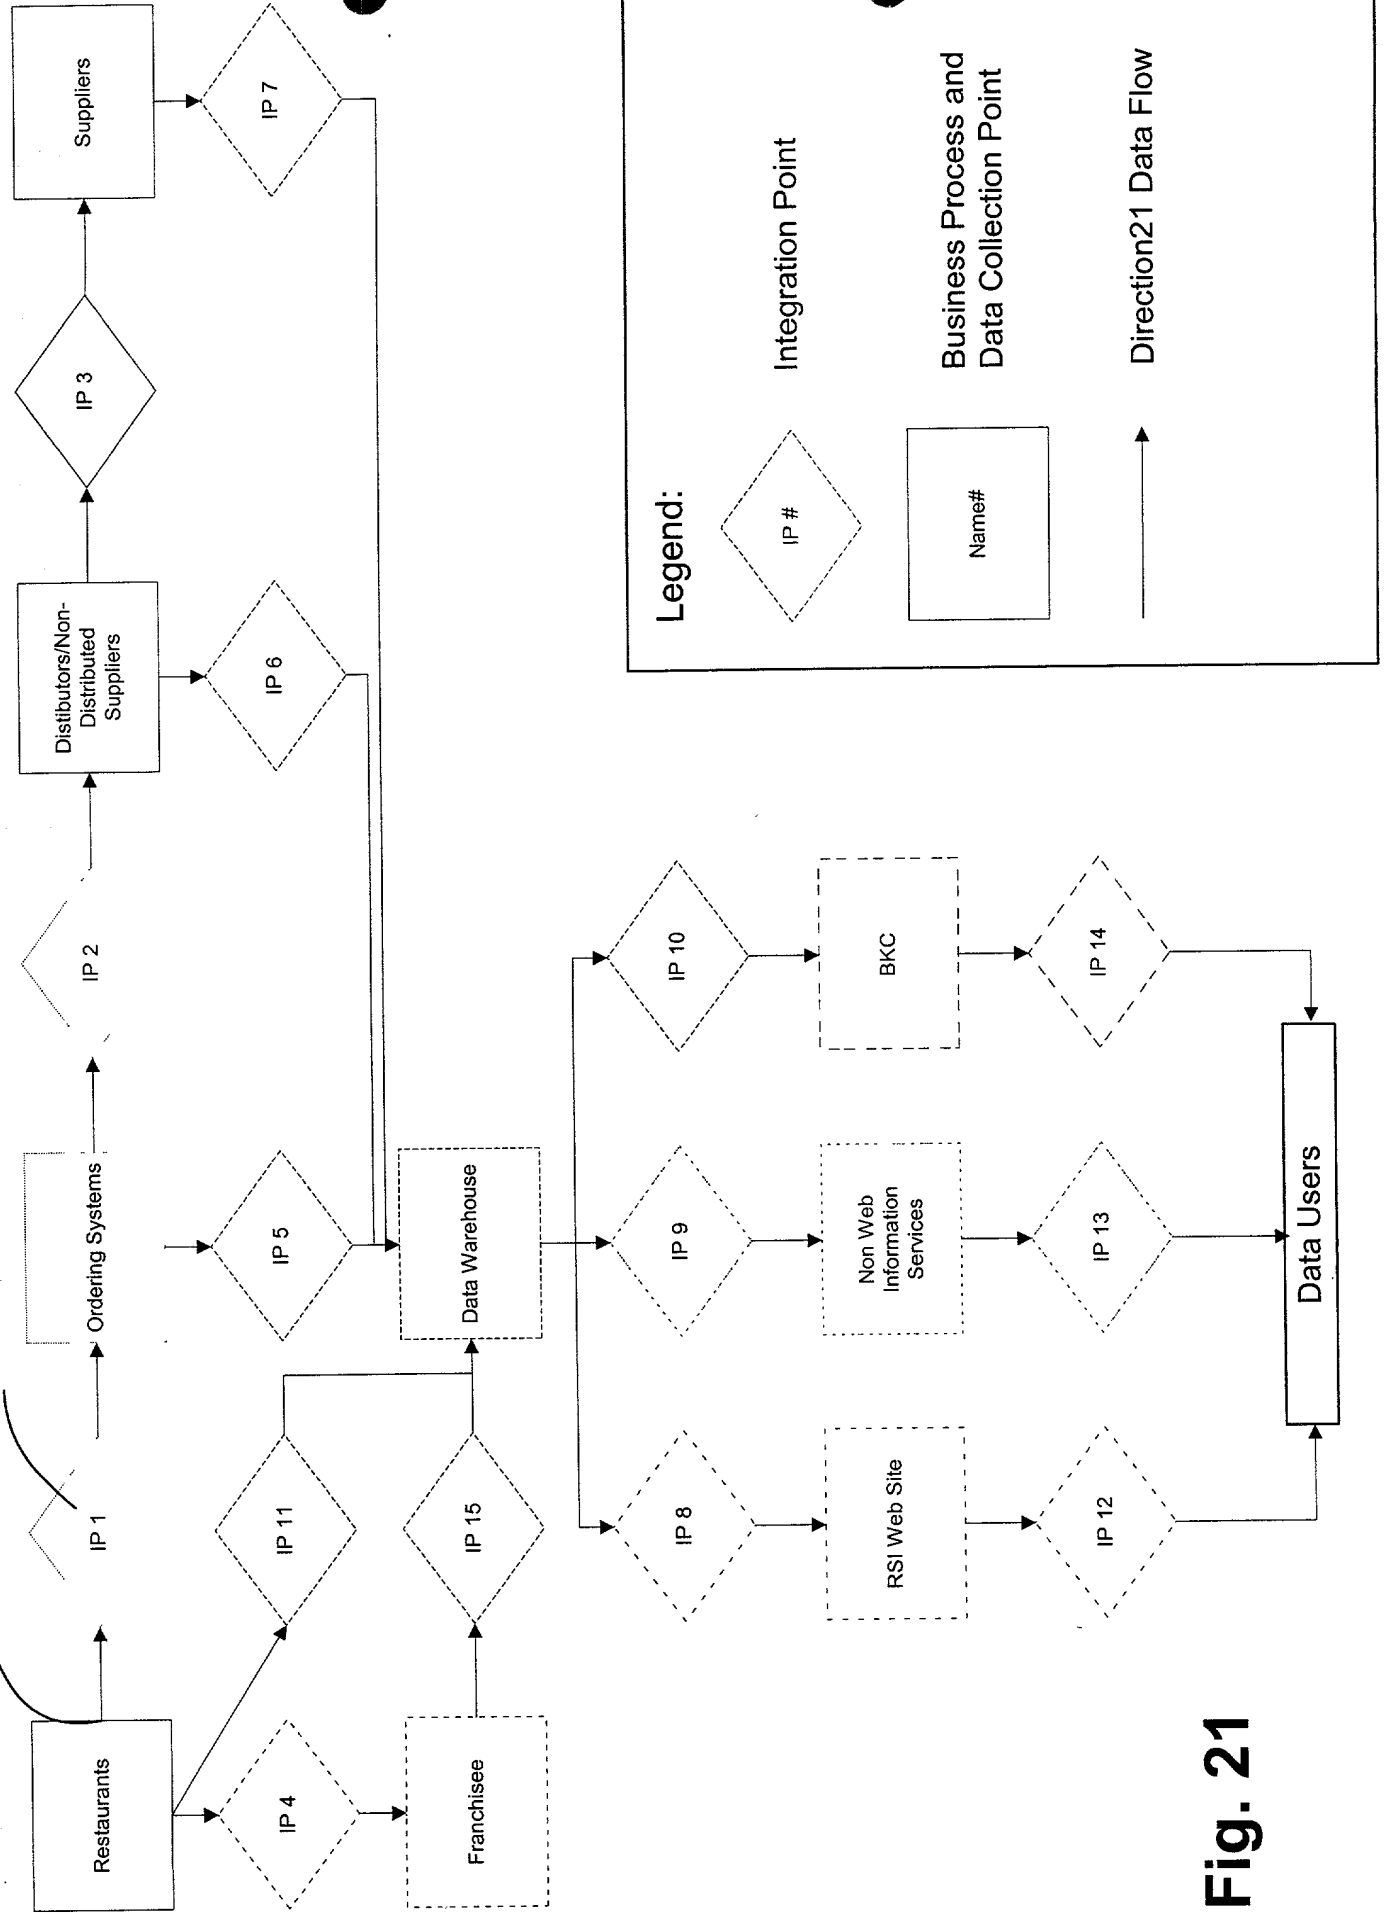 Restaurants
IP 1
Ordering Systems
IP 2
Distibutors/Non-
Distributed
Suppliers
IP 3
Suppliers
IP 4
IP 11
IP 5
IP 6
IP 7
Franchisee
IP 15
Data Warehouse
IP 8
IP 9
IP 10
RSI Web Site
Non Web
Information
Services
BKC
IP 12
IP 13
IP 14
Data Users
Legend:
IP #
Integration Point
Name#
Business Process and
Data Collection Point
Direction21 Data Flow
Fig. 21